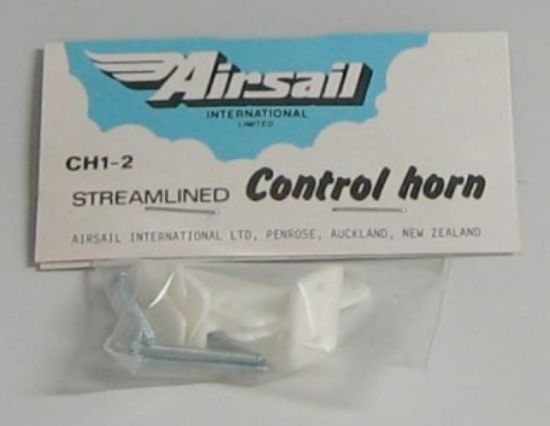 Airsail
INTERNATIONAL
LIMITED
CH1-2
STREAMLINED Control horn
AIRSAIL INTERNATIONAL LTD, PENROSE, AUCKLAND, NEW ZEALAND